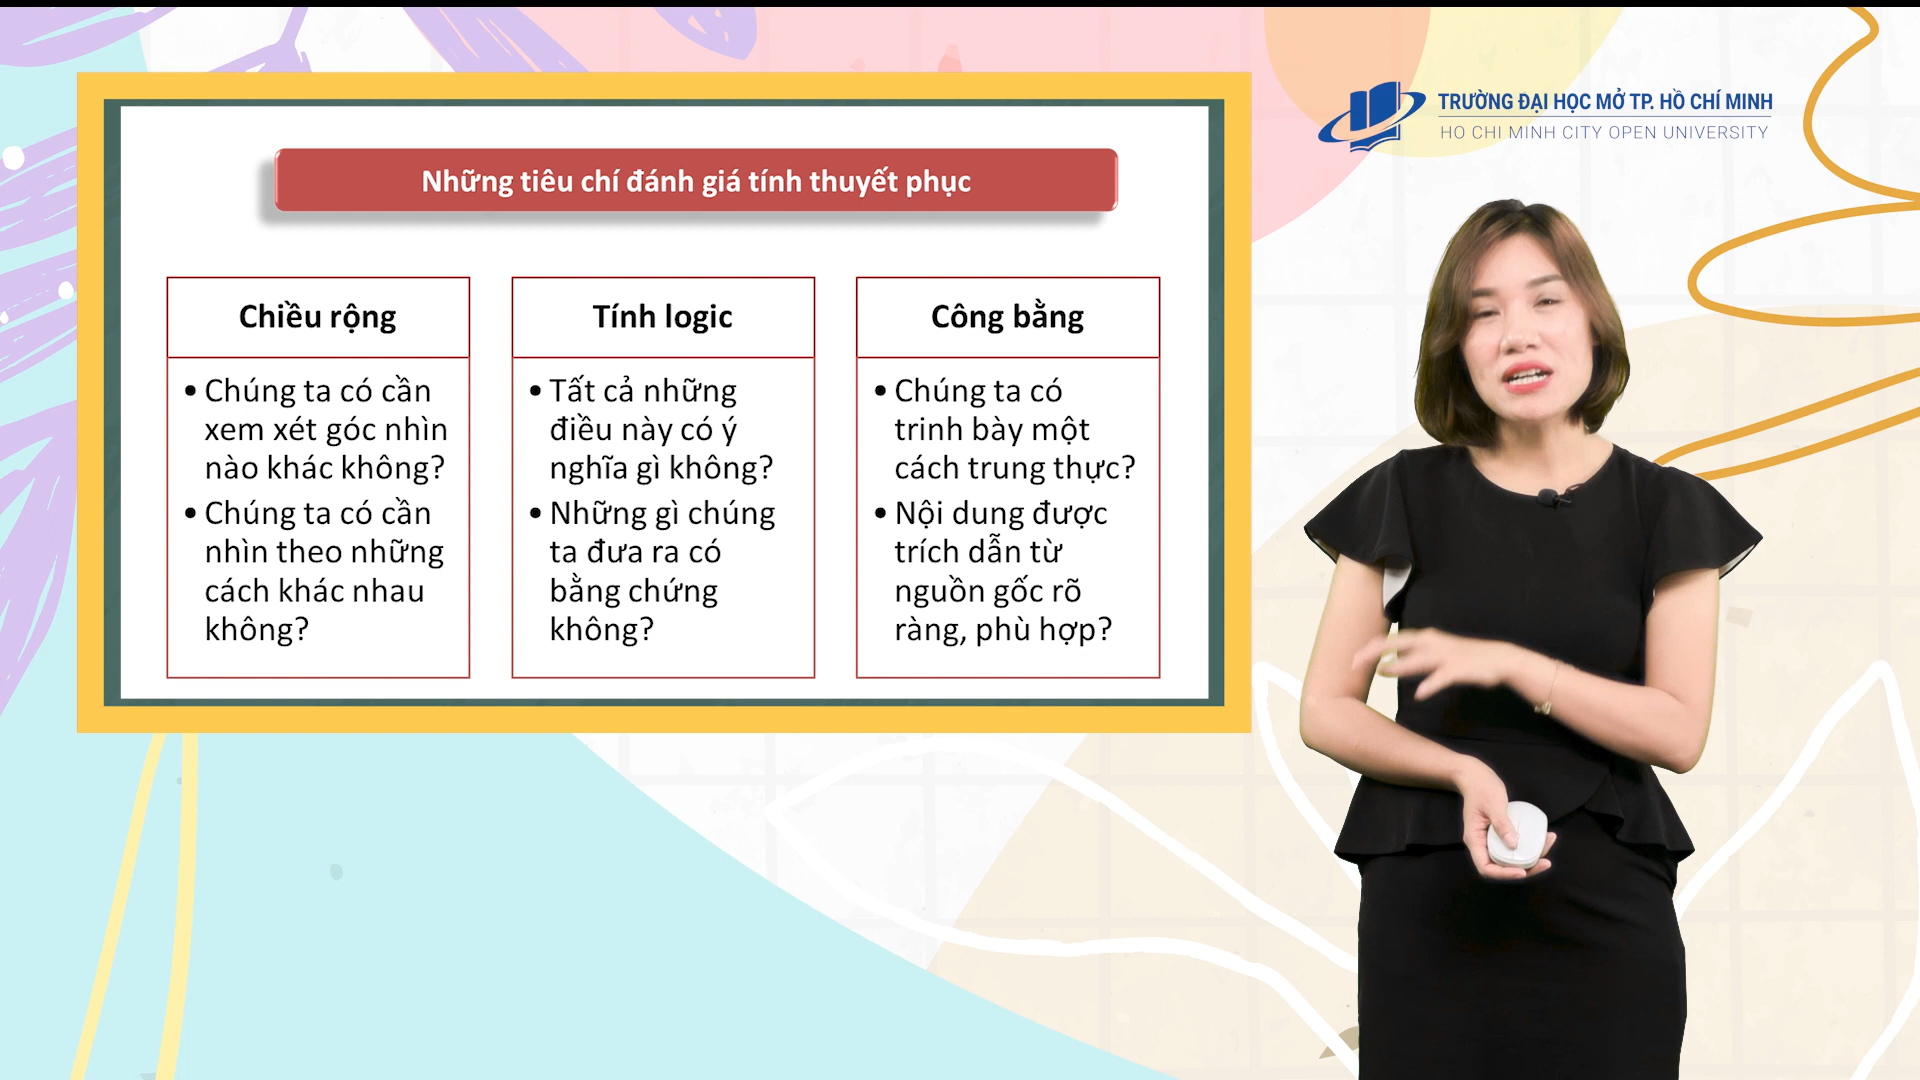 TRƯỜNG ĐẠI HỌC MỞ TP. HỒ CHÍ MINH
HO CHI MINH CITY OPEN UNIVERSITY
Những tiêu chí đánh giá tính thuyết phục
Chiều rộng
• Chúng ta có cần
xem xét góc nhìn
nào khác không?
• Chúng ta có cần
nhìn theo những
cách khác nhau
không?
Tính logic
• Tất cả những
điều này có ý
nghĩa gì không?
• Những gì chúng
ta đưa ra có
bằng chứng
không?
Công bằng
• Chúng ta có
trinh bày một
cách trung thực?
• Nội dung được
trích dẫn từ
nguồn gốc rõ
ràng, phù hợp?